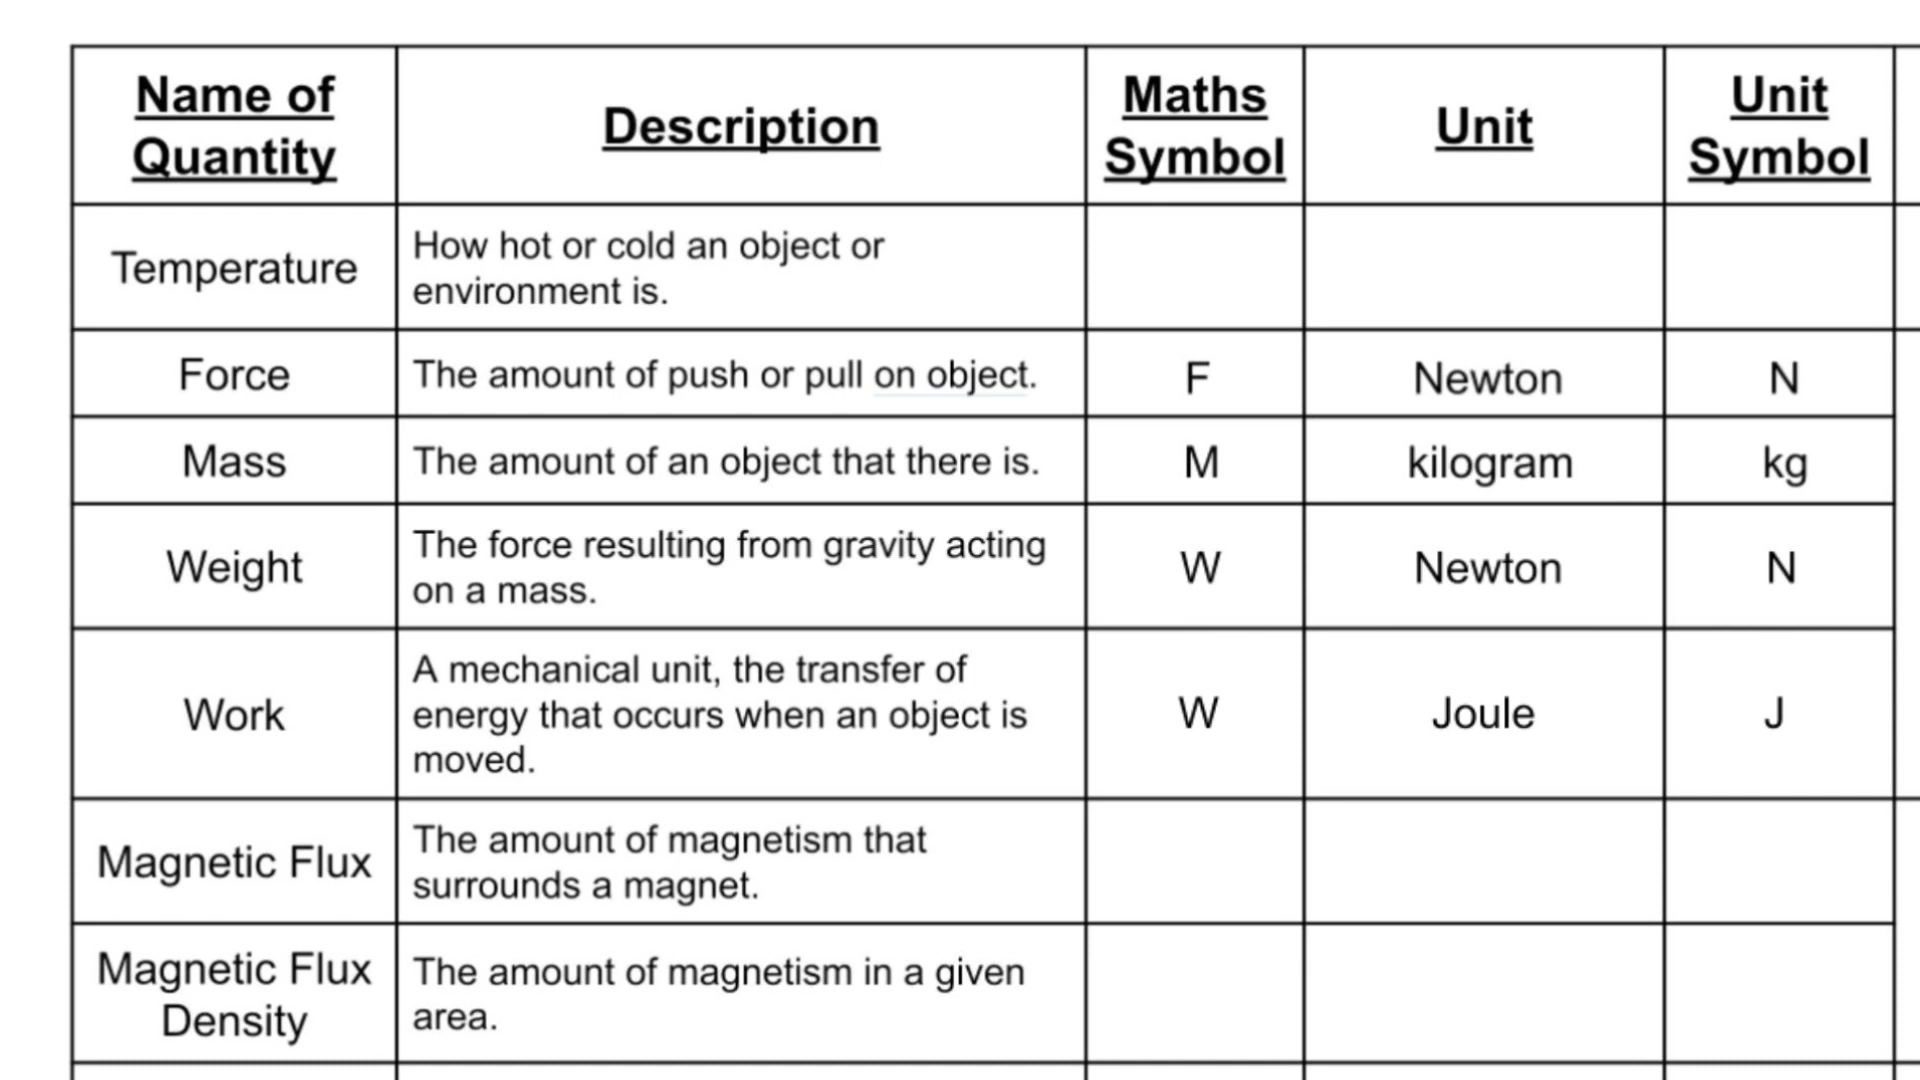 Name of
Quantity
Description
Maths
Symbol
Unit
Unit
Symbol
Temperature
How hot or cold an object or
environment is.
Force
The amount of push or pull on object.
F
Newton
N
Mass
The amount of an object that there is.
M
kilogram
kg
Weight
The force resulting from gravity acting
on a mass.
W
Newton
N
Work
A mechanical unit, the transfer of
energy that occurs when an object is
moved.
W
Joule
J
Magnetic Flux
The amount of magnetism that
surrounds a magnet.
Magnetic Flux
Density
The amount of magnetism in a given
area.